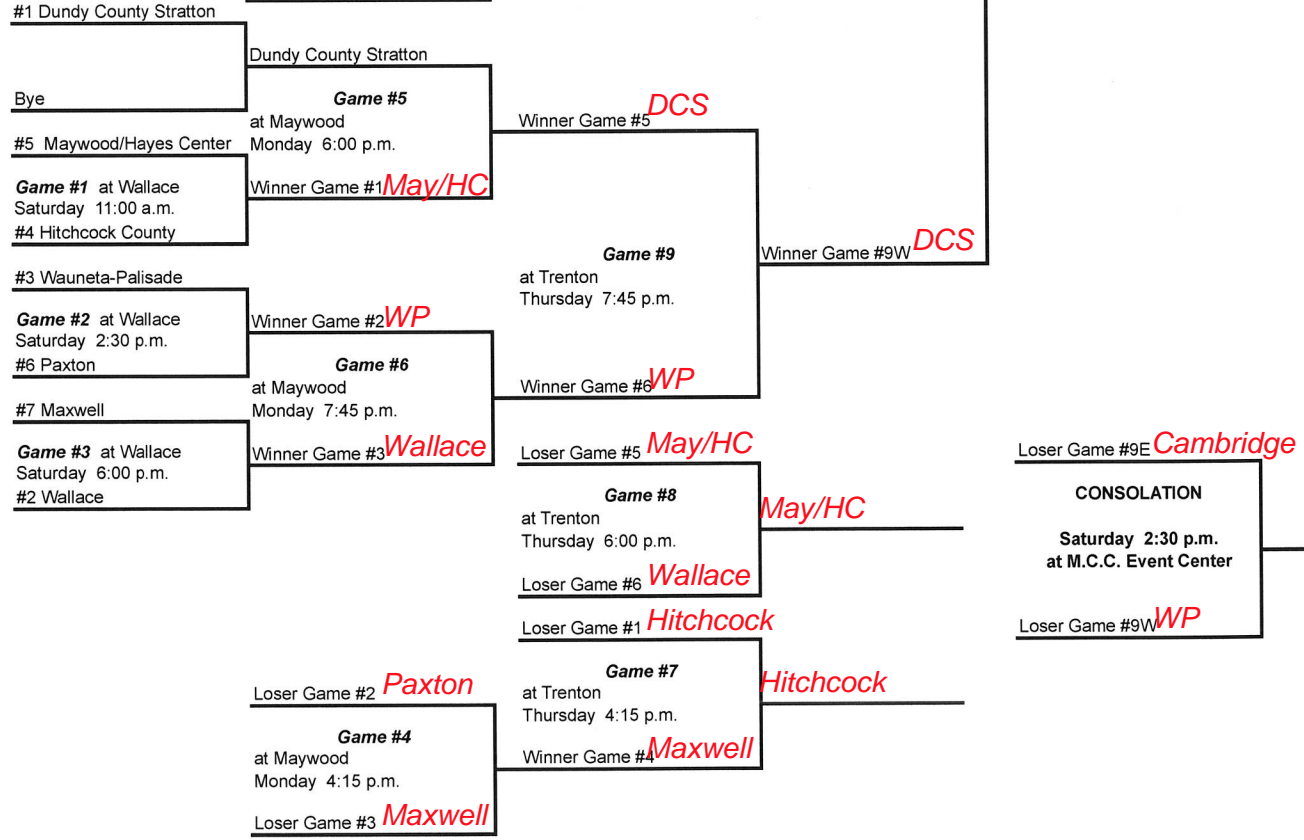 #1 Dundy County Stratton
Dundy County Stratton
Bye
Game #5
at Maywood
Monday 6:00 p.m.
Winner Game #5 DCS
#5 Maywood/Hayes Center
Game #1 at Wallace
Saturday 11:00 a.m.
Winner Game #1 May/HC
#4 Hitchcock County
Game #9
at Trenton
Thursday 7:45 p.m.
Winner Game #9W DCS
#3 Wauneta-Palisade
Game #2 at Wallace
Saturday 2:30 p.m.
Winner Game #2 WP
#6 Paxton
Game #6
at Maywood
Monday 7:45 p.m.
Winner Game #6 WP
#7 Maxwell
Game #3 at Wallace
Saturday 6:00 p.m.
Winner Game #3 Wallace
#2 Wallace
Loser Game #5 May/HC
Game #8
at Trenton
Thursday 6:00 p.m.
May/HC
Loser Game #6 Wallace
Loser Game #9E Cambridge
CONSOLATION
Saturday 2:30 p.m.
at M.C.C. Event Center
Loser Game #9W WP
Loser Game #1 Hitchcock
Game #7
at Trenton
Thursday 4:15 p.m.
Hitchcock
Winner Game #4 Maxwell
Loser Game #2 Paxton
Game #4
at Maywood
Monday 4:15 p.m.
Loser Game #3 Maxwell